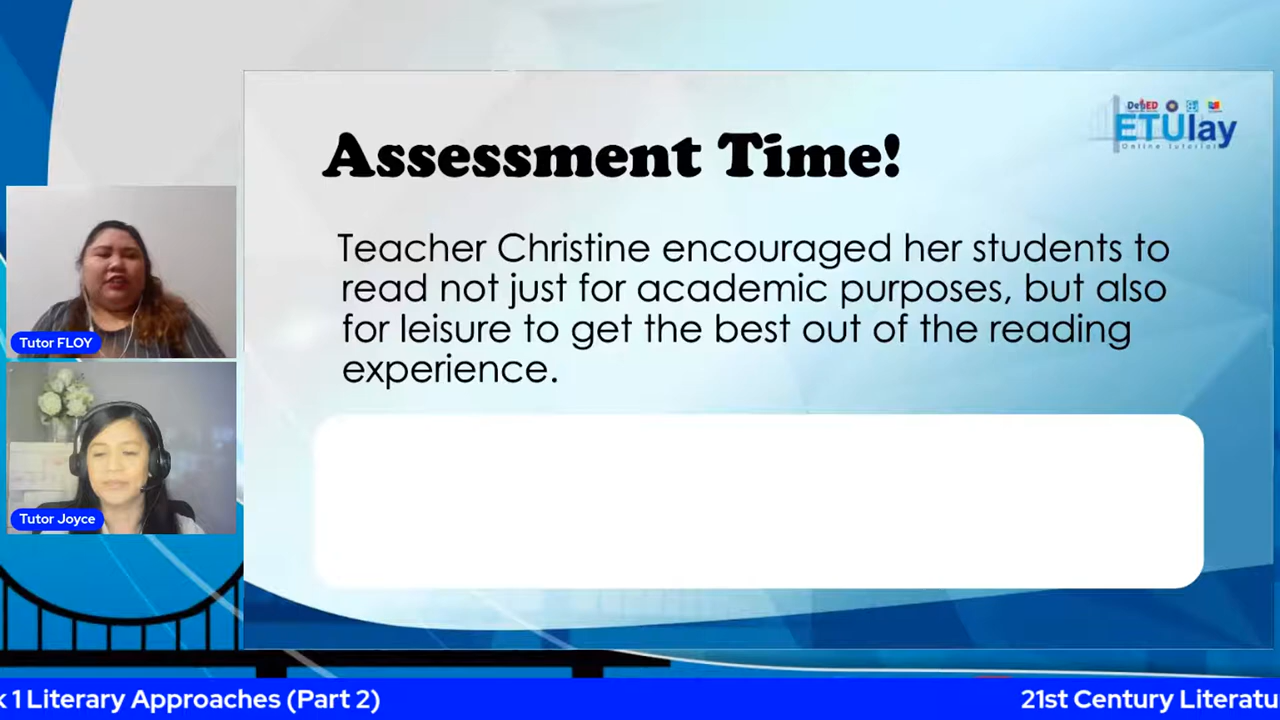 DepED
ETUlay
Online tutorial
Assessment Time!
Teacher Christine encouraged her students to
read not just for academic purposes, but also
for leisure to get the best out of the reading
experience.
Tutor FLOY
Tutor Joyce
k 1 Literary Approaches (Part 2)
21st Century Literatu